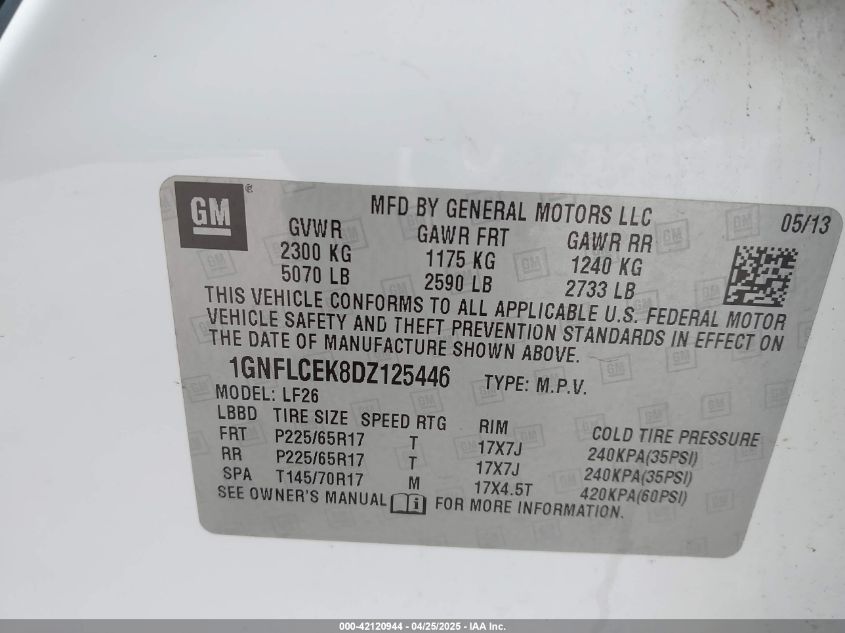 GM ® MFD BY GENERAL MOTORS LLC 05/13
GVWR GAWR FRT GAWR RR
2300 KG 1175 KG 1240 KG
5070 LB 2590 LB 2733 LB
THIS VEHICLE CONFORMS TO ALL APPLICABLE U.S. FEDERAL MOTOR
VEHICLE SAFETY AND THEFT PREVENTION STANDARDS IN EFFECT ON
THE DATE OF MANUFACTURE SHOWN ABOVE.
1GNFLCEK8DZ125446 TYPE: M.P.V.
MODEL: LF26
LBBD TIRE SIZE SPEED RTG RIM COLD TIRE PRESSURE
FRT P225/65R17 T 17X7J 240KPA(35PSI)
RR P225/65R17 T 17X7J 240KPA(35PSI)
SPA T145/70R17 M 17X4.5T 420KPA(60PSI)
SEE OWNER'S MANUAL FOR MORE INFORMATION.
000-42120944 - 04/25/2025 - IAA Inc.